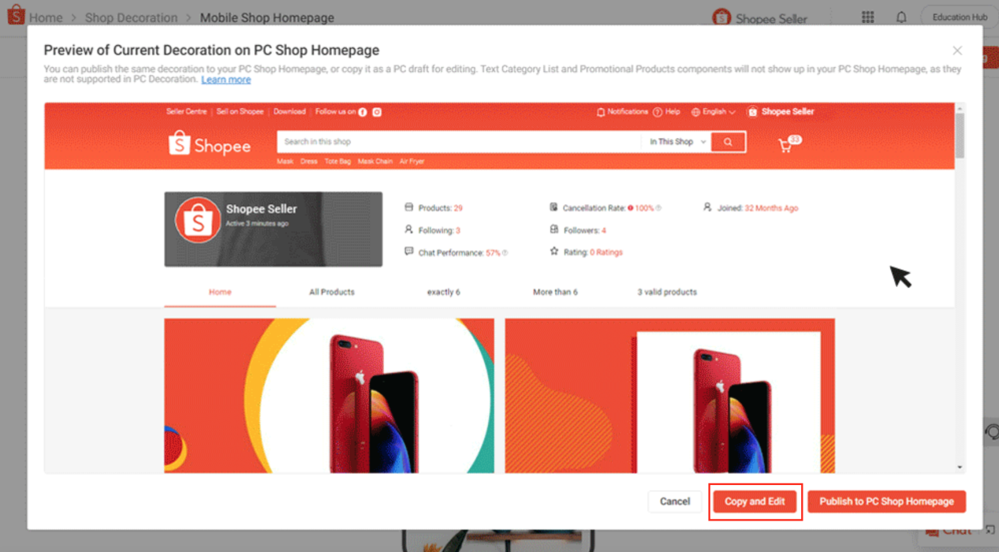 Home > Shop Decoration > Mobile Shop Homepage
Shopee Seller
Education Hub
Preview of Current Decoration on PC Shop Homepage
You can publish the same decoration to your PC Shop Homepage, or copy it as a PC draft for editing. Text Category List and Promotional Products components will not show up in your PC Shop Homepage, as they
are not supported in PC Decoration. Learn more
Seller Centre | Sell on Shopee | Download | Follow us on
Notifications Help English Shopee Seller
Shopee
Search in this shop
In This Shop
33
Mask Dress Tote Bag Mask Chain Air Fryer
Shopee Seller
Active 3 minutes ago
Products: 29
Cancellation Rate: 100%
Joined: 32 Months Ago
Following: 3
Followers: 4
Chat Performance: 57%
Rating: 0 Ratings
Home All Products exactly 6 More than 6 3 valid products
Cancel
Copy and Edit
Publish to PC Shop Homepage
Chat